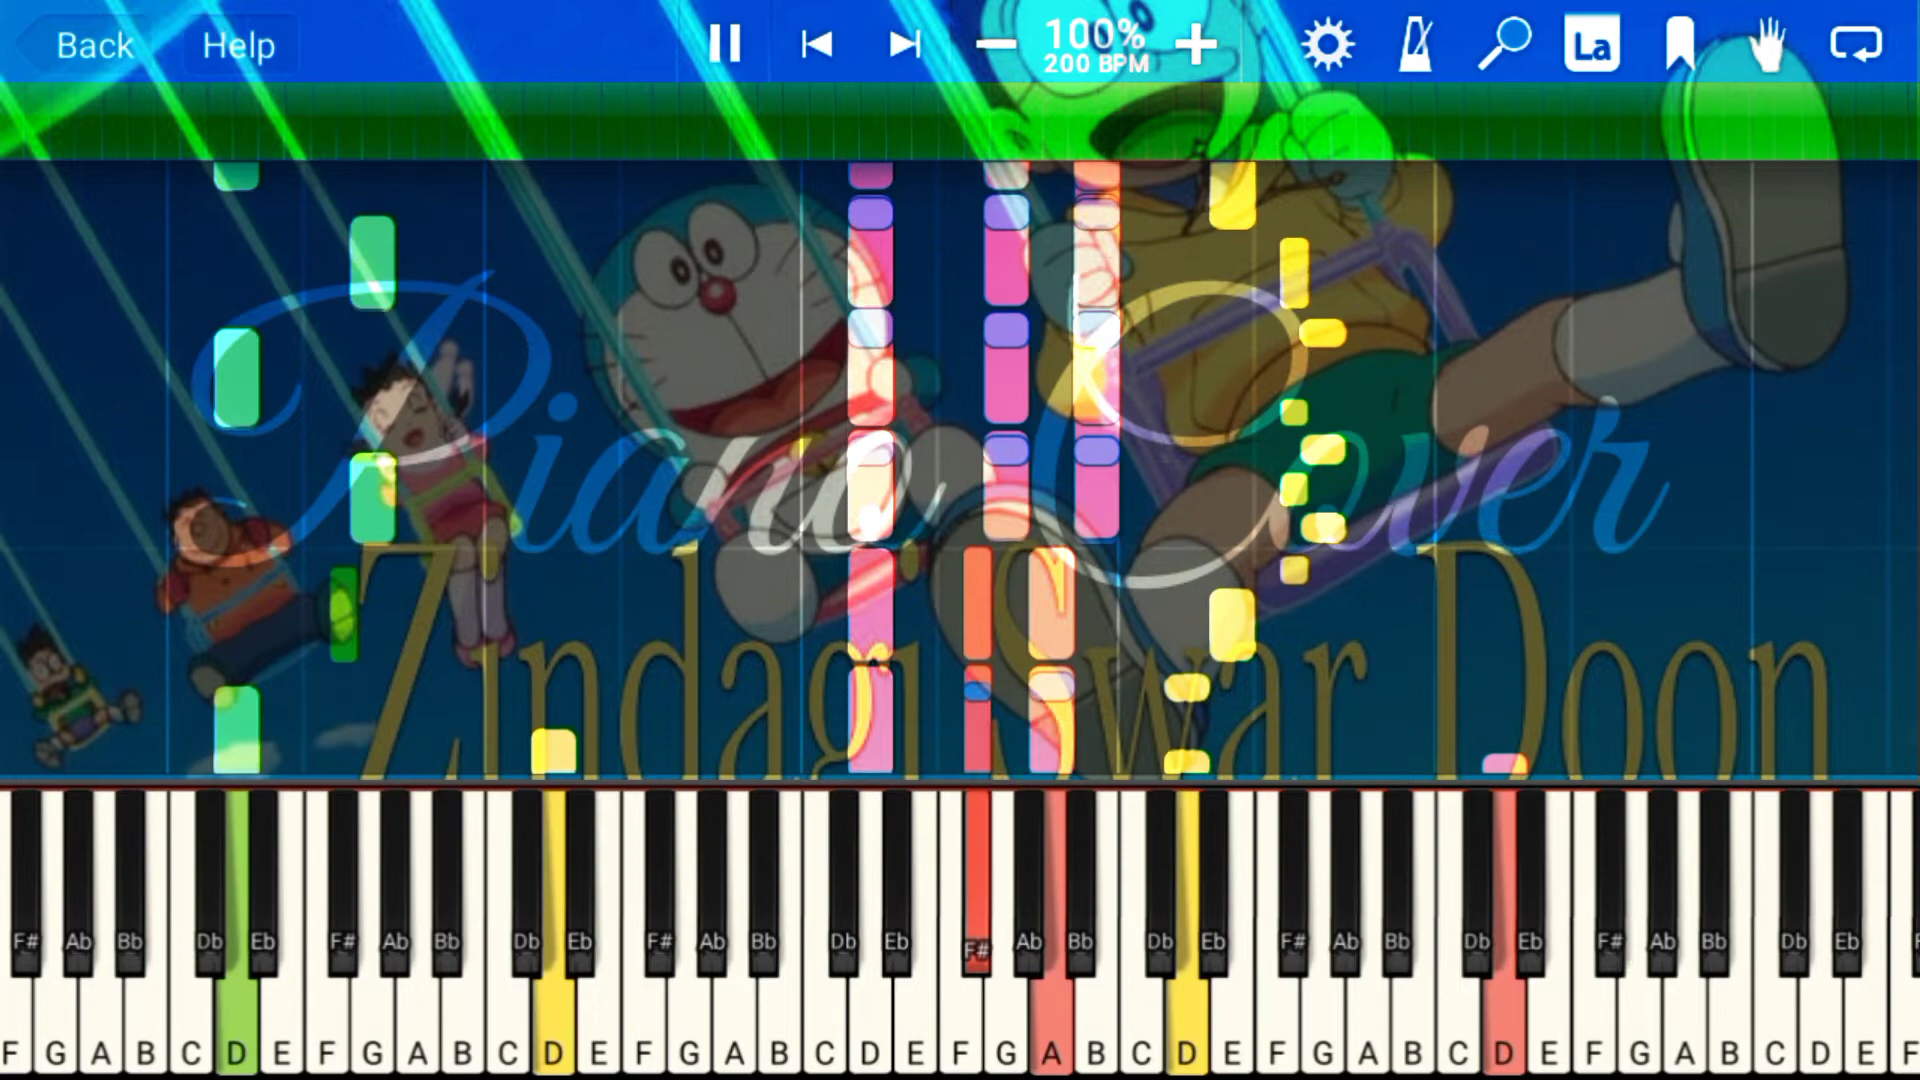 Back Help 100% La
200 BPM
Piano Cover
Zindagi Swar Doon
F# Ab Bb Db Eb F# Ab Bb Db Eb F# Ab Bb Db Eb F# Ab Bb Db Eb F# Ab Bb Db Eb F# Ab Bb Db Eb
F G A B C D E F G A B C D E F G A B C D E F G A B C D E F G A B C D E F G A B C D E F